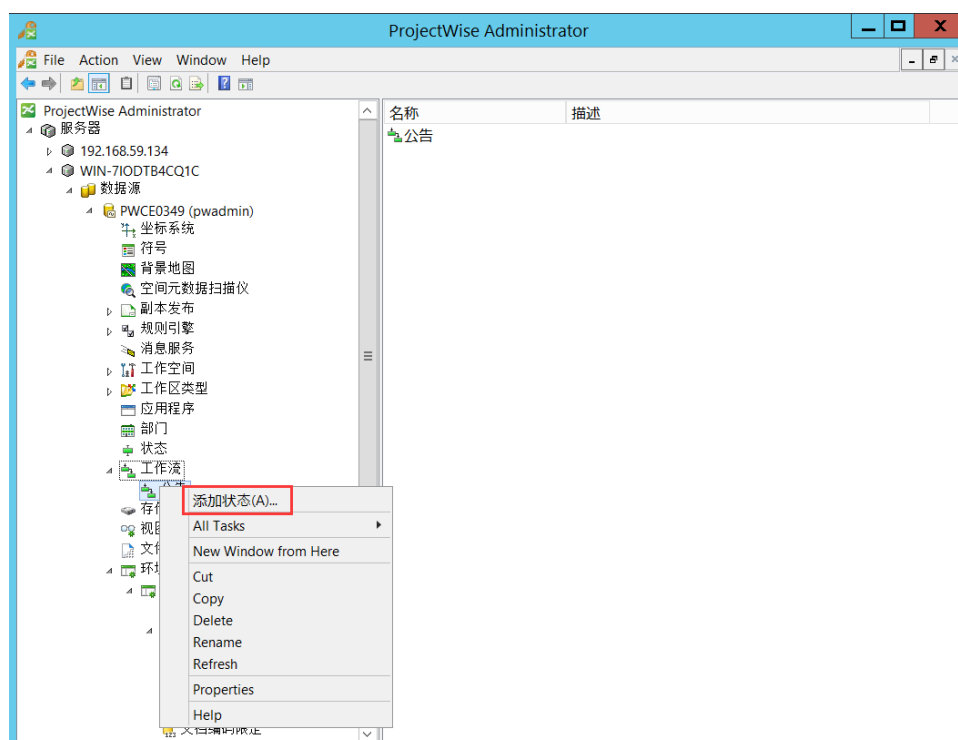 ProjectWise Administrator
File Action View Window Help
ProjectWise Administrator
服务器
192.168.59.134
WIN-7IODTB4CQ1C
数据源
PWCE0349 (pwadmin)
坐标系统
符号
背景地图
空间元数据扫描仪
副本发布
规则引擎
消息服务
工作空间
工作区类型
应用程序
部门
状态
工作流
名称 描述
公告
添加状态(A)...
All Tasks
New Window from Here
Cut
Copy
Delete
Rename
Refresh
Properties
Help